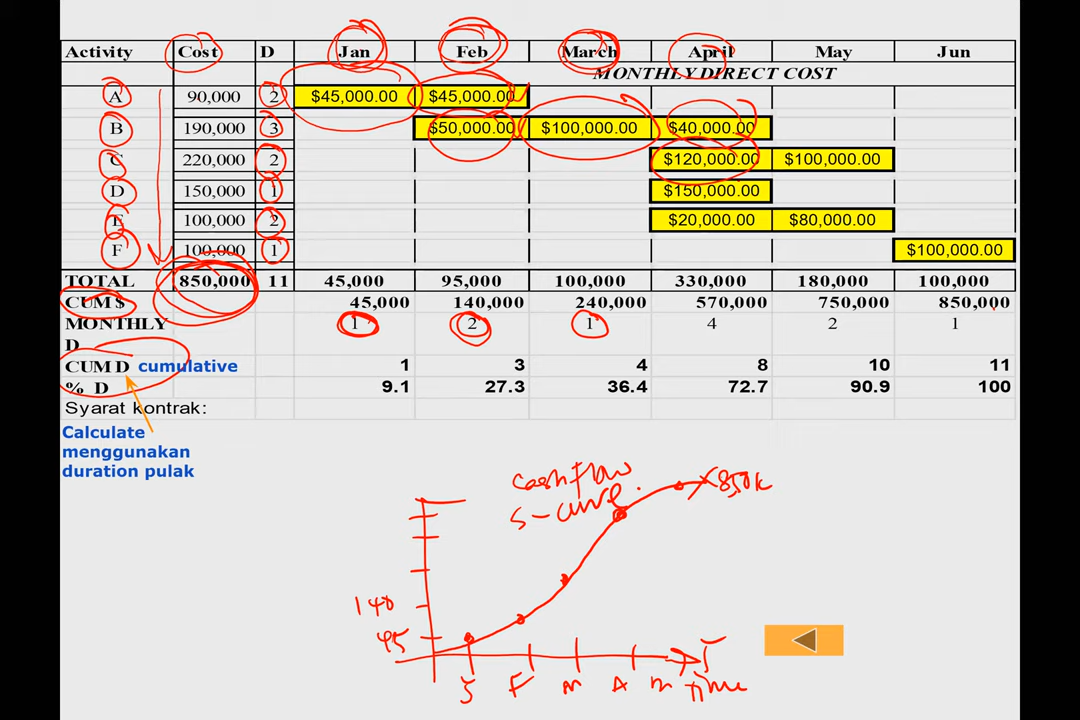 Activity Cost D Jan Feb March April May Jun
MONTHLY DIRECT COST
A 90,000 2 $45,000.00 $45,000.00
B 190,000 3 $50,000.00 $100,000.00 $40,000.00
C 220,000 2 $120,000.00 $100,000.00
D 150,000 1 $150,000.00
E 100,000 2 $20,000.00 $80,000.00
F 100,000 1 $100,000.00
TOTAL 850,000 11 45,000 95,000 100,000 330,000 180,000 100,000
CUM $ 45,000 140,000 240,000 570,000 750,000 850,000
MONTHLY 1 2 1 4 2 1
D
CUM D cumulative 1 3 4 8 10 11
% D 9.1 27.3 36.4 72.7 90.9 100
Syarat kontrak:
Calculate
menggunakan
duration pulak
cashflow
s-curve.
850k
140
45
J F M A M Time